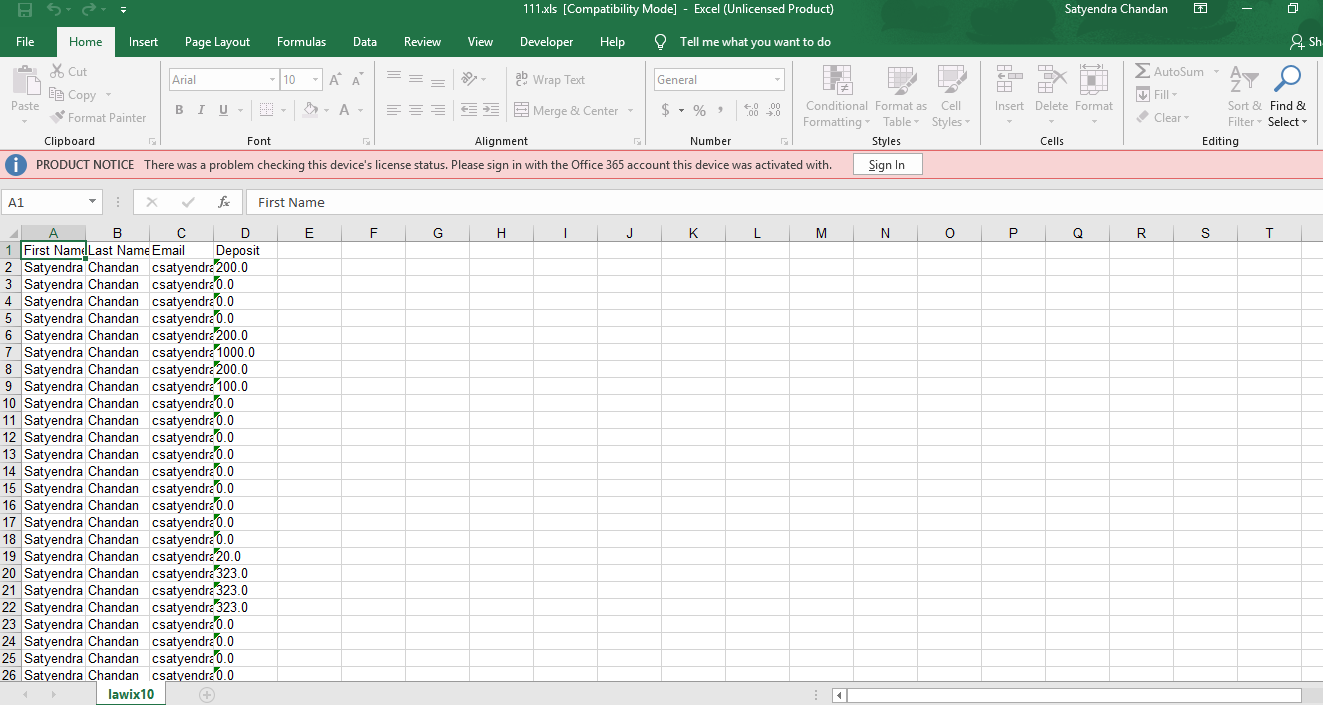 111.xls [Compatibility Mode] - Excel (Unlicensed Product) Satyendra Chandan
File Home Insert Page Layout Formulas Data Review View Developer Help Tell me what you want to do Sh
Paste Cut Copy Format Painter Clipboard
Arial 10 A A B I U A Font
ab Wrap Text Merge & Center Alignment
General $ % , .00 Number
Conditional Formatting Format as Table Cell Styles Styles
Insert Delete Format Cells
AutoSum Fill Clear Sort & Filter Find & Select Editing
PRODUCT NOTICE There was a problem checking this device's license status. Please sign in with the Office 365 account this device was activated with. Sign In
A1 fx First Name
A B C D E F G H I J K L M N O P Q R S T
1 First Name Last Name Email Deposit
2 Satyendra Chandan csatyendra 200.0
3 Satyendra Chandan csatyendra 0.0
4 Satyendra Chandan csatyendra 0.0
5 Satyendra Chandan csatyendra 0.0
6 Satyendra Chandan csatyendra 200.0
7 Satyendra Chandan csatyendra 1000.0
8 Satyendra Chandan csatyendra 200.0
9 Satyendra Chandan csatyendra 100.0
10 Satyendra Chandan csatyendra 0.0
11 Satyendra Chandan csatyendra 0.0
12 Satyendra Chandan csatyendra 0.0
13 Satyendra Chandan csatyendra 0.0
14 Satyendra Chandan csatyendra 0.0
15 Satyendra Chandan csatyendra 0.0
16 Satyendra Chandan csatyendra 0.0
17 Satyendra Chandan csatyendra 0.0
18 Satyendra Chandan csatyendra 0.0
19 Satyendra Chandan csatyendra 20.0
20 Satyendra Chandan csatyendra 323.0
21 Satyendra Chandan csatyendra 323.0
22 Satyendra Chandan csatyendra 323.0
23 Satyendra Chandan csatyendra 0.0
24 Satyendra Chandan csatyendra 0.0
25 Satyendra Chandan csatyendra 0.0
26 Satyendra Chandan csatyendra 0.0
lawix10